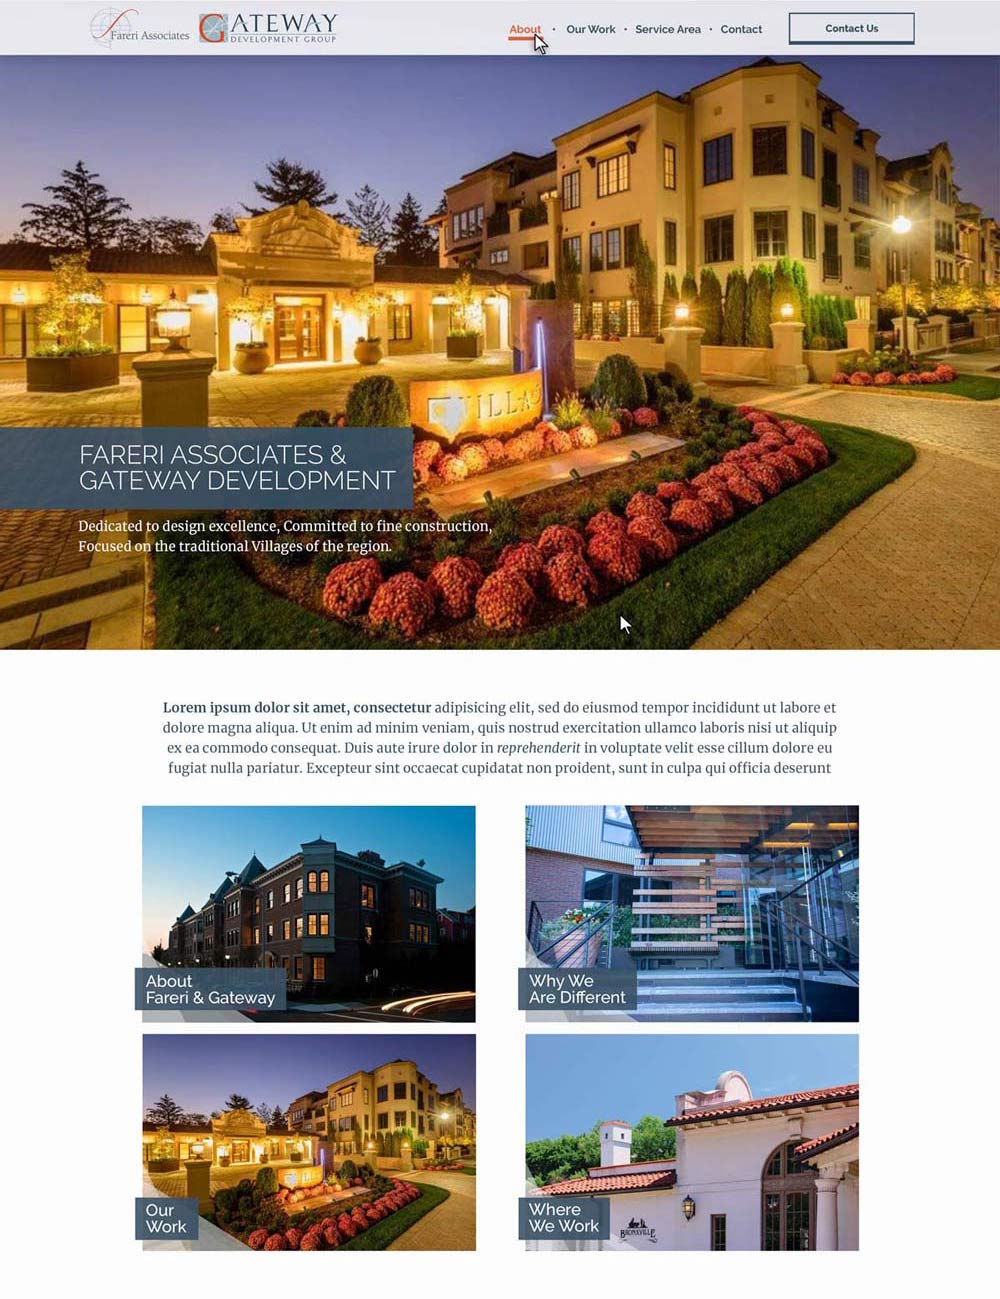 Fareri Associates
GATEWAY
DEVELOPMENT GROUP
About • Our Work • Service Area • Contact
Contact Us
VILLA
FARERI ASSOCIATES &
GATEWAY DEVELOPMENT
Dedicated to design excellence, Committed to fine construction,
Focused on the traditional Villages of the region.
Lorem ipsum dolor sit amet, consectetur adipisicing elit, sed do eiusmod tempor incididunt ut labore et
dolore magna aliqua. Ut enim ad minim veniam, quis nostrud exercitation ullamco laboris nisi ut aliquip
ex ea commodo consequat. Duis aute irure dolor in reprehenderit in voluptate velit esse cillum dolore eu
fugiat nulla pariatur. Excepteur sint occaecat cupidatat non proident, sunt in culpa qui officia deserunt
About
Fareri & Gateway
Why We
Are Different
Our
Work
Where
We Work
BRONXVILLE